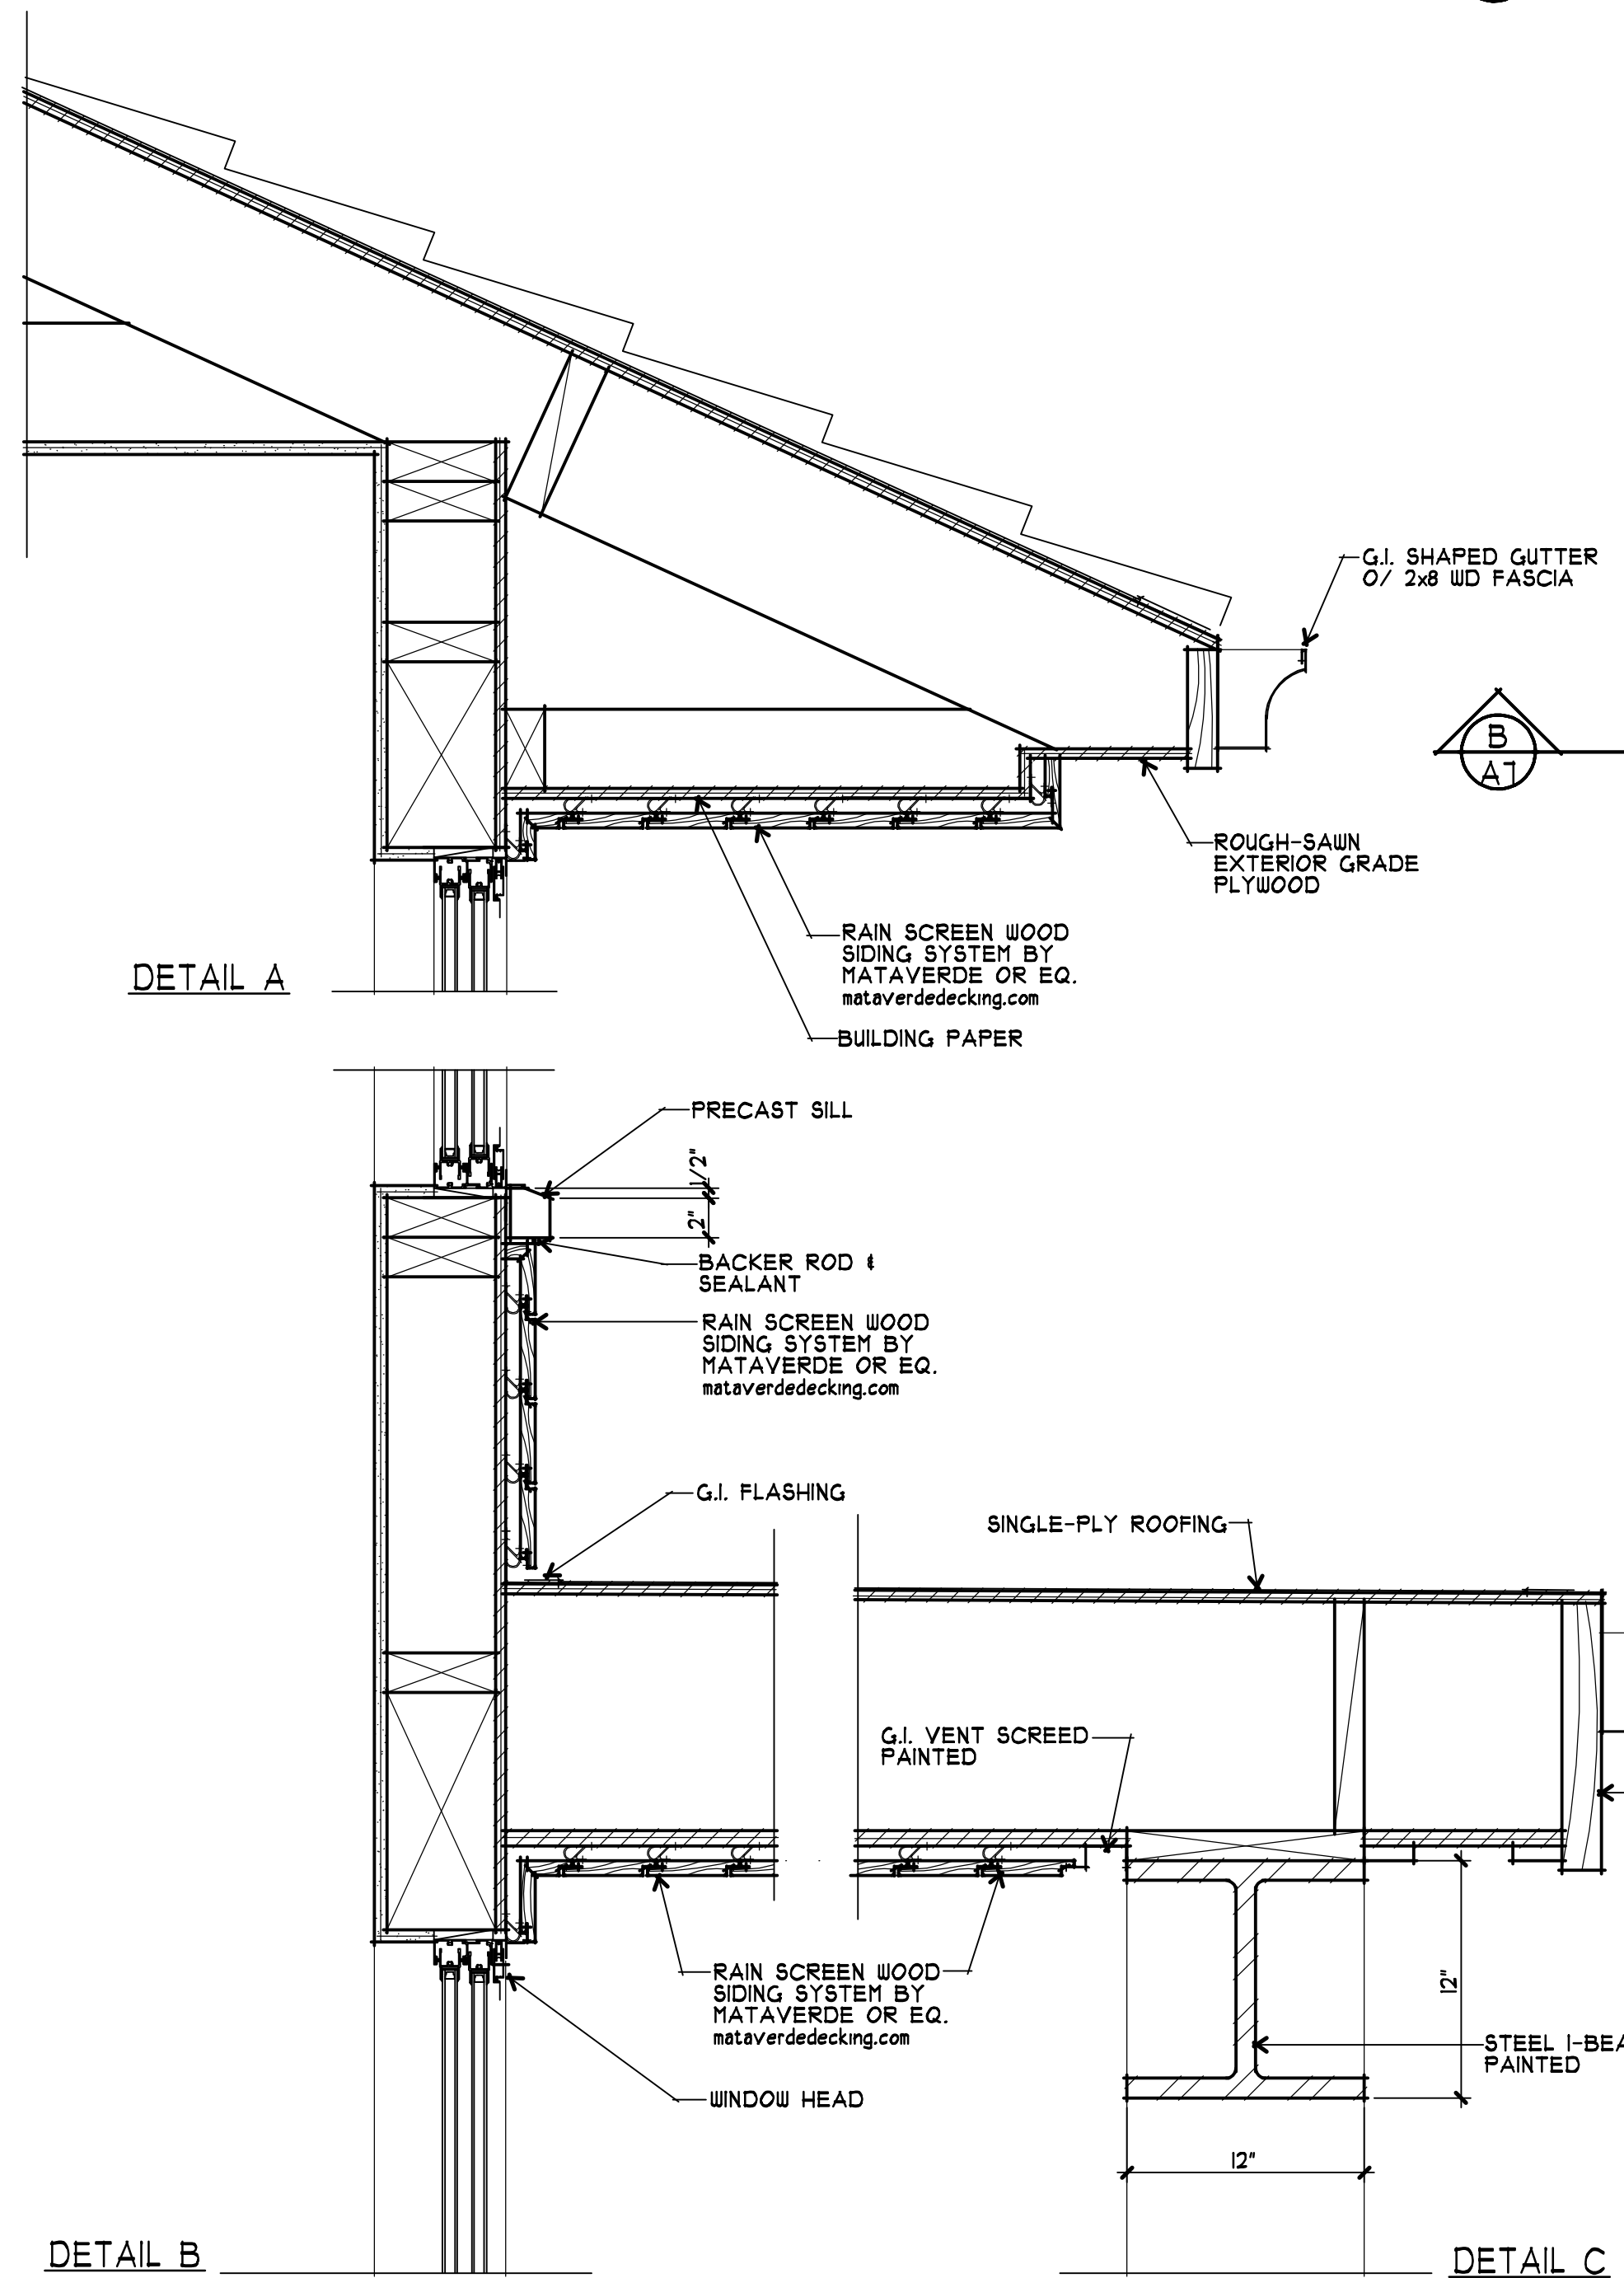 G.I. SHAPED GUTTER
O/ 2x8 WD FASCIA
B
A7
ROUGH-SAWN
EXTERIOR GRADE
PLYWOOD
RAIN SCREEN WOOD
SIDING SYSTEM BY
MATAVERDE OR EQ.
mataverdedecking.com
DETAIL A
BUILDING PAPER
PRECAST SILL
1/2"
2"
BACKER ROD &
SEALANT
RAIN SCREEN WOOD
SIDING SYSTEM BY
MATAVERDE OR EQ.
mataverdedecking.com
G.I. FLASHING
SINGLE-PLY ROOFING
G.I. VENT SCREED
PAINTED
RAIN SCREEN WOOD
SIDING SYSTEM BY
MATAVERDE OR EQ.
mataverdedecking.com
12"
STEEL I-BEA
PAINTED
WINDOW HEAD
12"
DETAIL B
DETAIL C